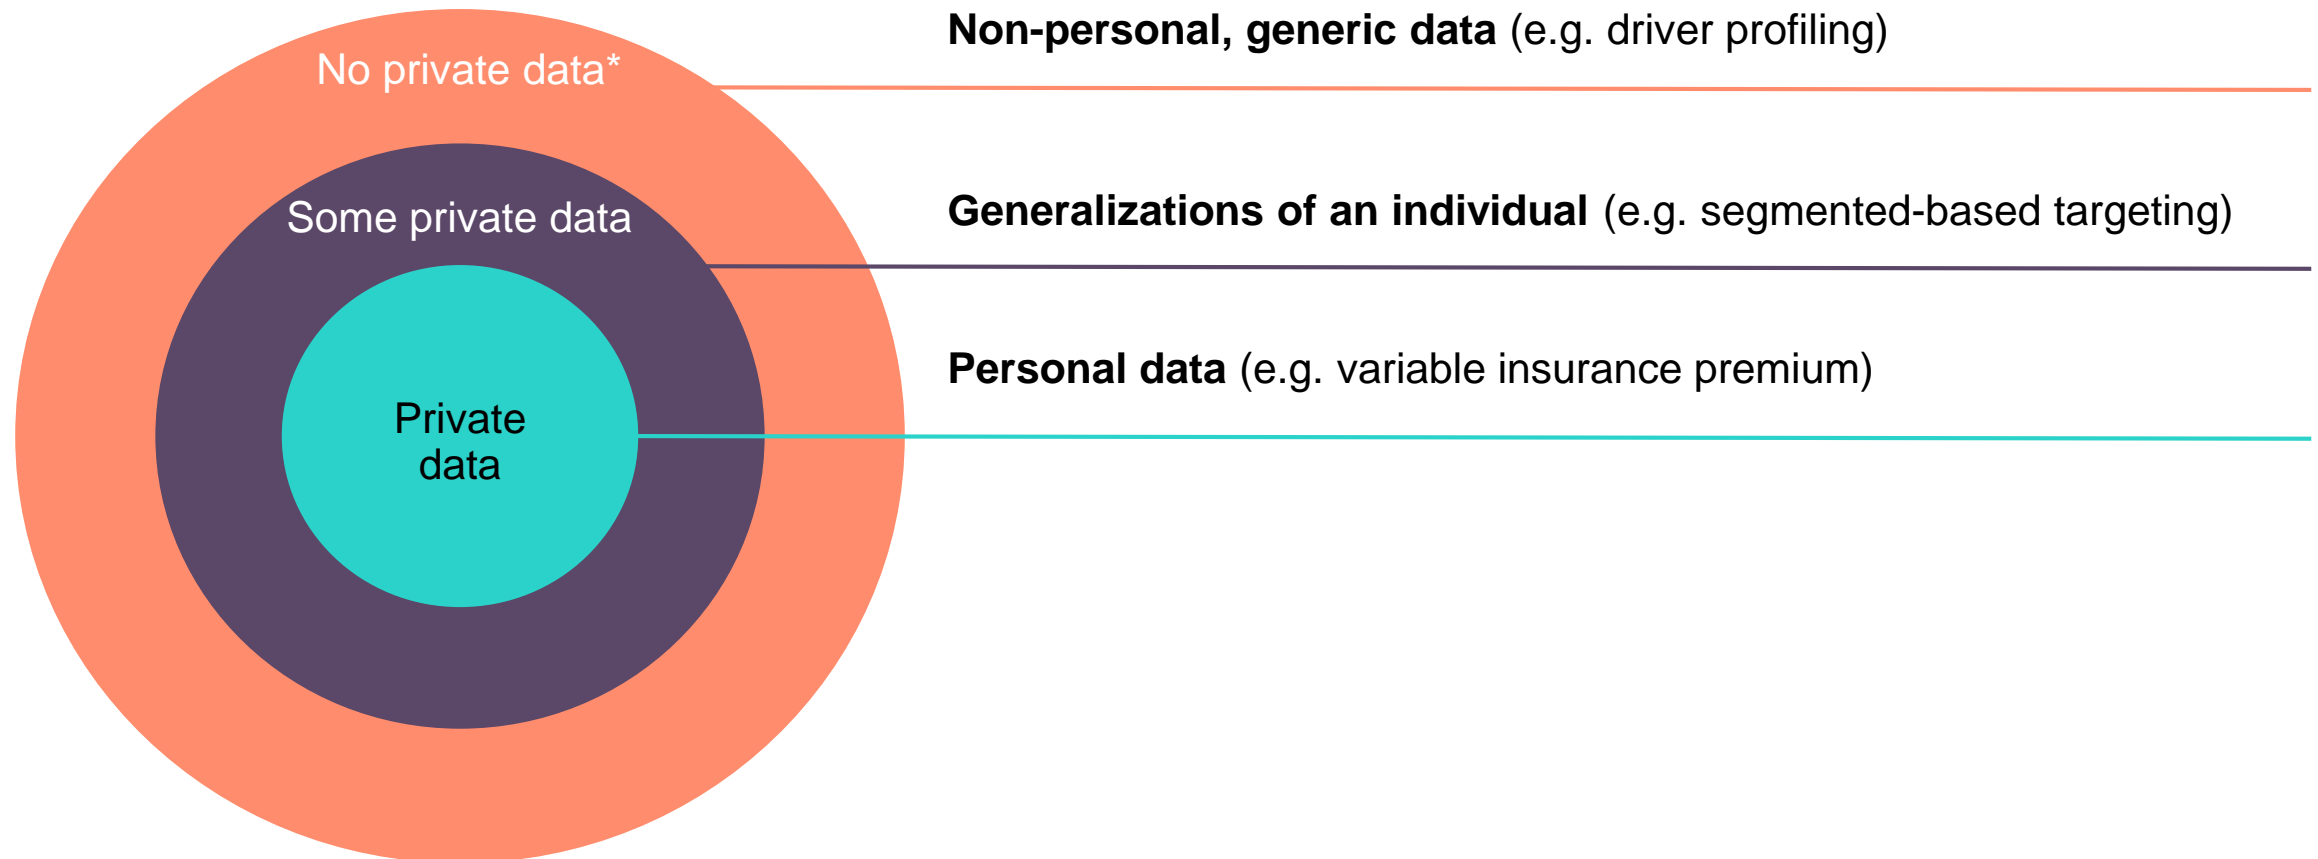 Non-personal, generic data (e.g. driver profiling)
No private data*
Generalizations of an individual (e.g. segmented-based targeting)
Some private data
Personal data (e.g. variable insurance premium)
Private
data